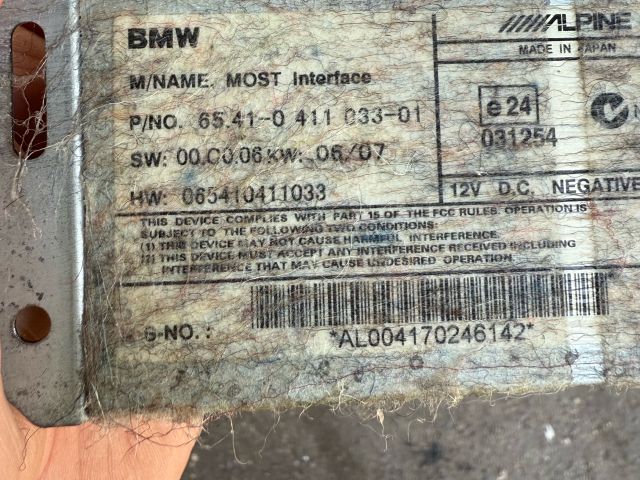 BMW
M/NAME. MOST Interface
P/NO. 65.41-0 411 033-01
SW: 00.00.06 KW: 06/07
HW: 065410411033
ALPINE
MADE IN JAPAN
e24
031254
N
12V D.C. NEGATIVE
THIS DEVICE COMPLIES WITH PART 15 OF THE FCC RULES. OPERATION IS
SUBJECT TO THE FOLLOWING TWO CONDITIONS:
(1) THIS DEVICE MAY NOT CAUSE HARMFUL INTERFERENCE.
(2) THIS DEVICE MUST ACCEPT ANY INTERFERENCE RECEIVED INCLUDING
INTERFERENCE THAT MAY CAUSE UNDESIRED OPERATION.
S-NO. :
*AL004170246142*